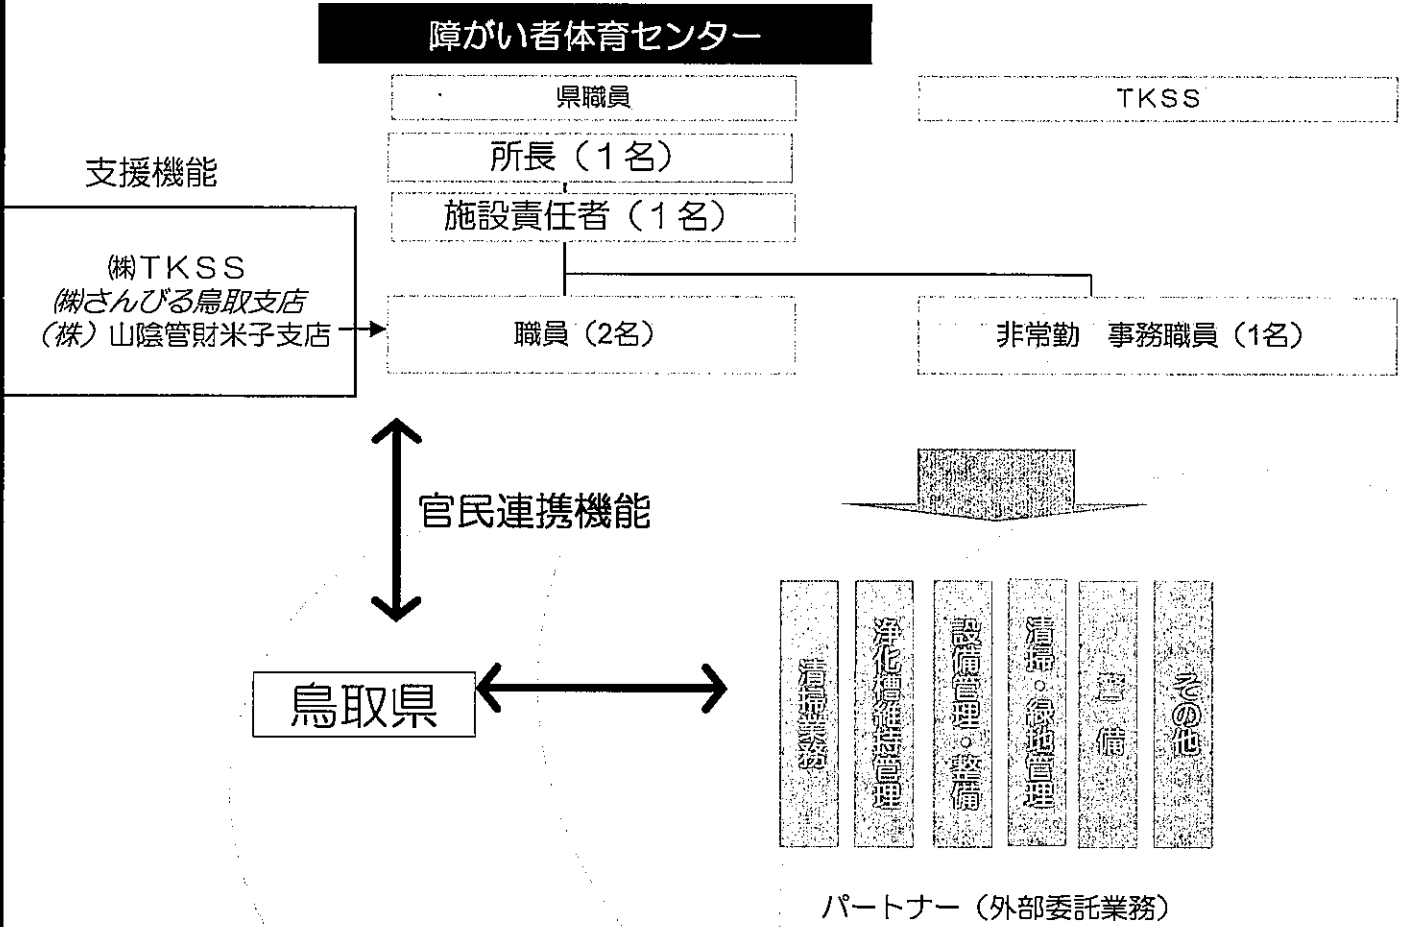 障がい者体育センター
県職員
TKSS
所長（1名）
支援機能
施設責任者（1名）
㈱TKSS
㈱さんびる鳥取支店
（株）山陰管財米子支店
職員（2名）
非常勤　事務職員（1名）
官民連携機能
鳥取県
清掃業務
浄化槽維持管理
設備管理・整備
清掃・緑地管理
警備
その他
パートナー（外部委託業務）